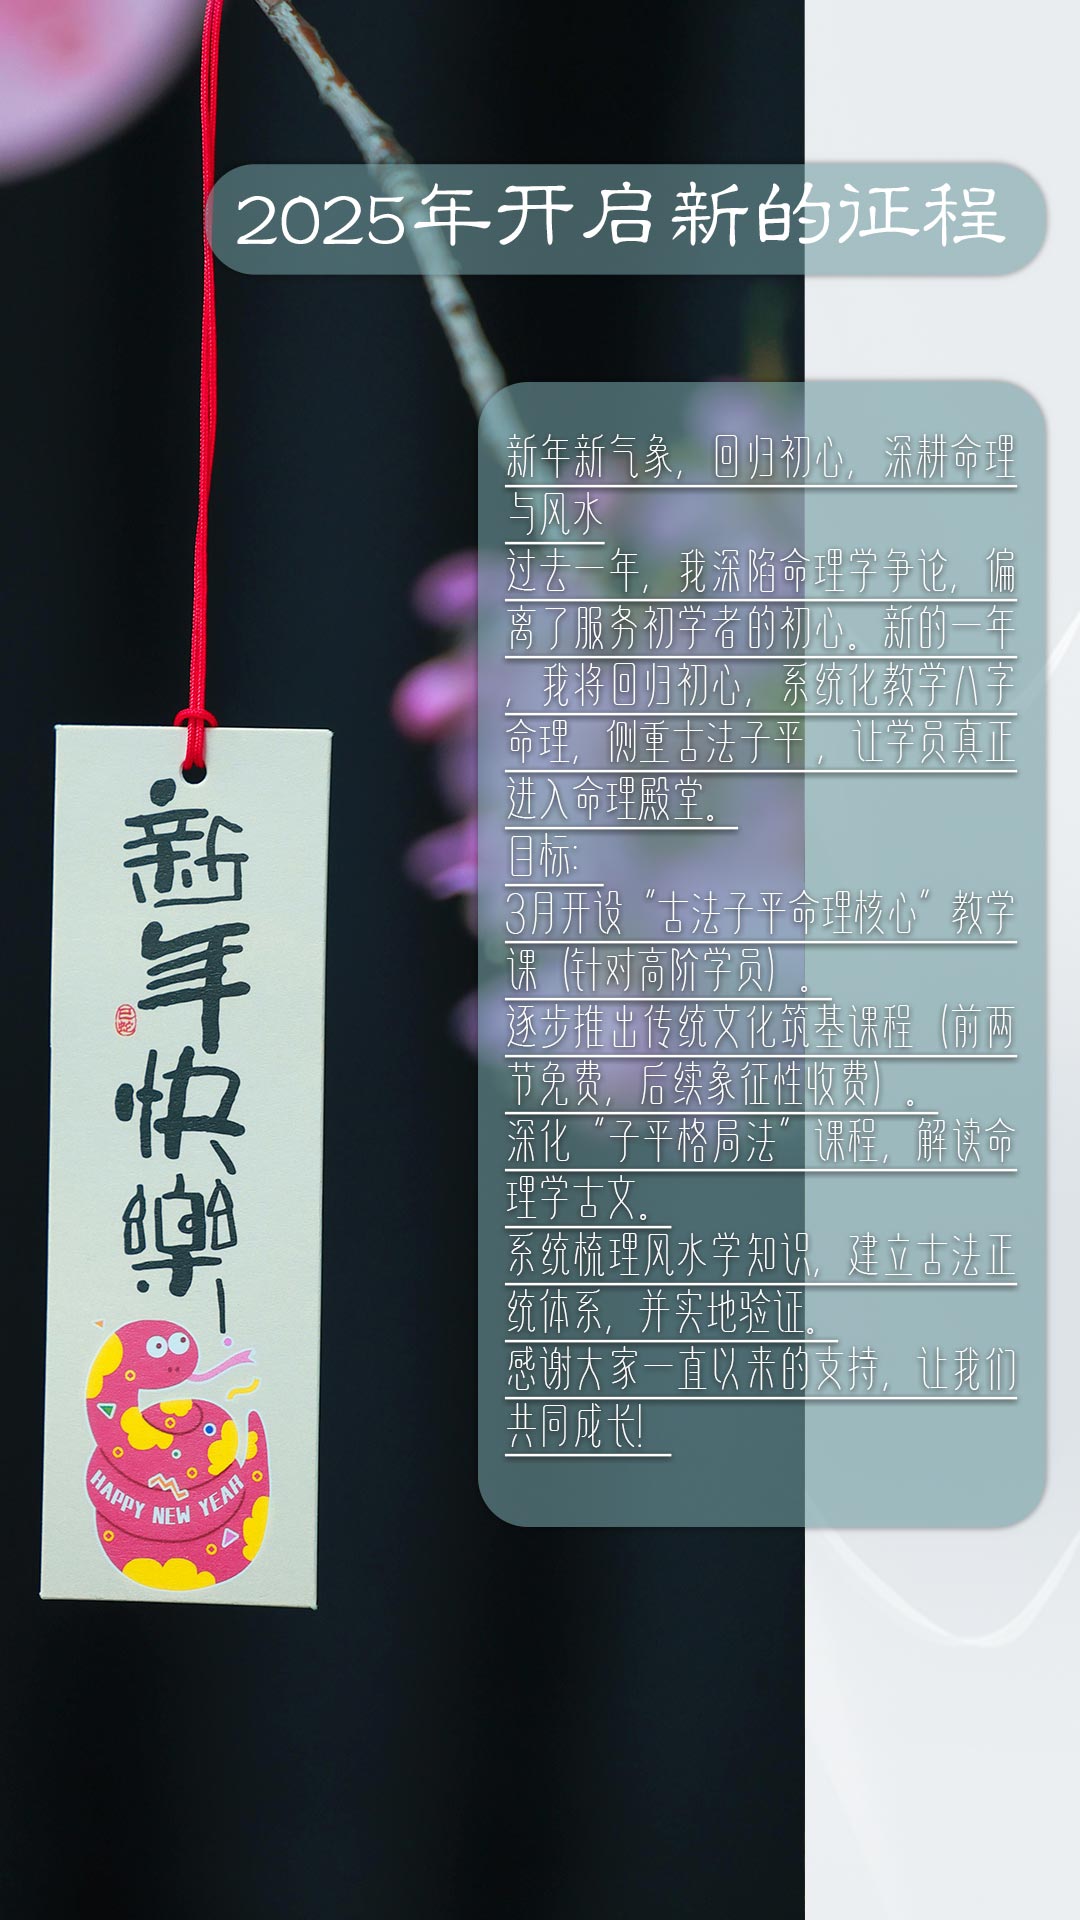 2025年开启新的征程
新年新气象，回归初心，深耕命理
与风水
过去一年，我深陷命理学争论，偏
离了服务初学者的初心。新的一年
，我将回归初心，系统化教学八字
命理，侧重古法子平，让学员真正
进入命理殿堂。
目标：
3月开设“古法子平命理核心”教学
课（针对高阶学员）。
逐步推出传统文化筑基课程（前两
节免费，后续象征性收费）。
深化“子平格局法”课程，解读命
理学古文。
系统梳理风水学知识，建立古法正
统体系，并实地验证。
感谢大家一直以来的支持，让我们
共同成长！
新年快樂
巳蛇
HAPPY NEW YEAR